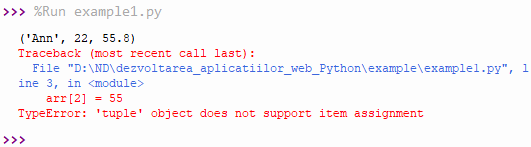 >>> %Run example1.py
('Ann', 22, 55.8)
Traceback (most recent call last):
File "D:\ND\dezvoltarea_aplicatiilor_web_Python\example\example1.py", l
ine 3, in <module>
arr[2] = 55
TypeError: 'tuple' object does not support item assignment
>>>